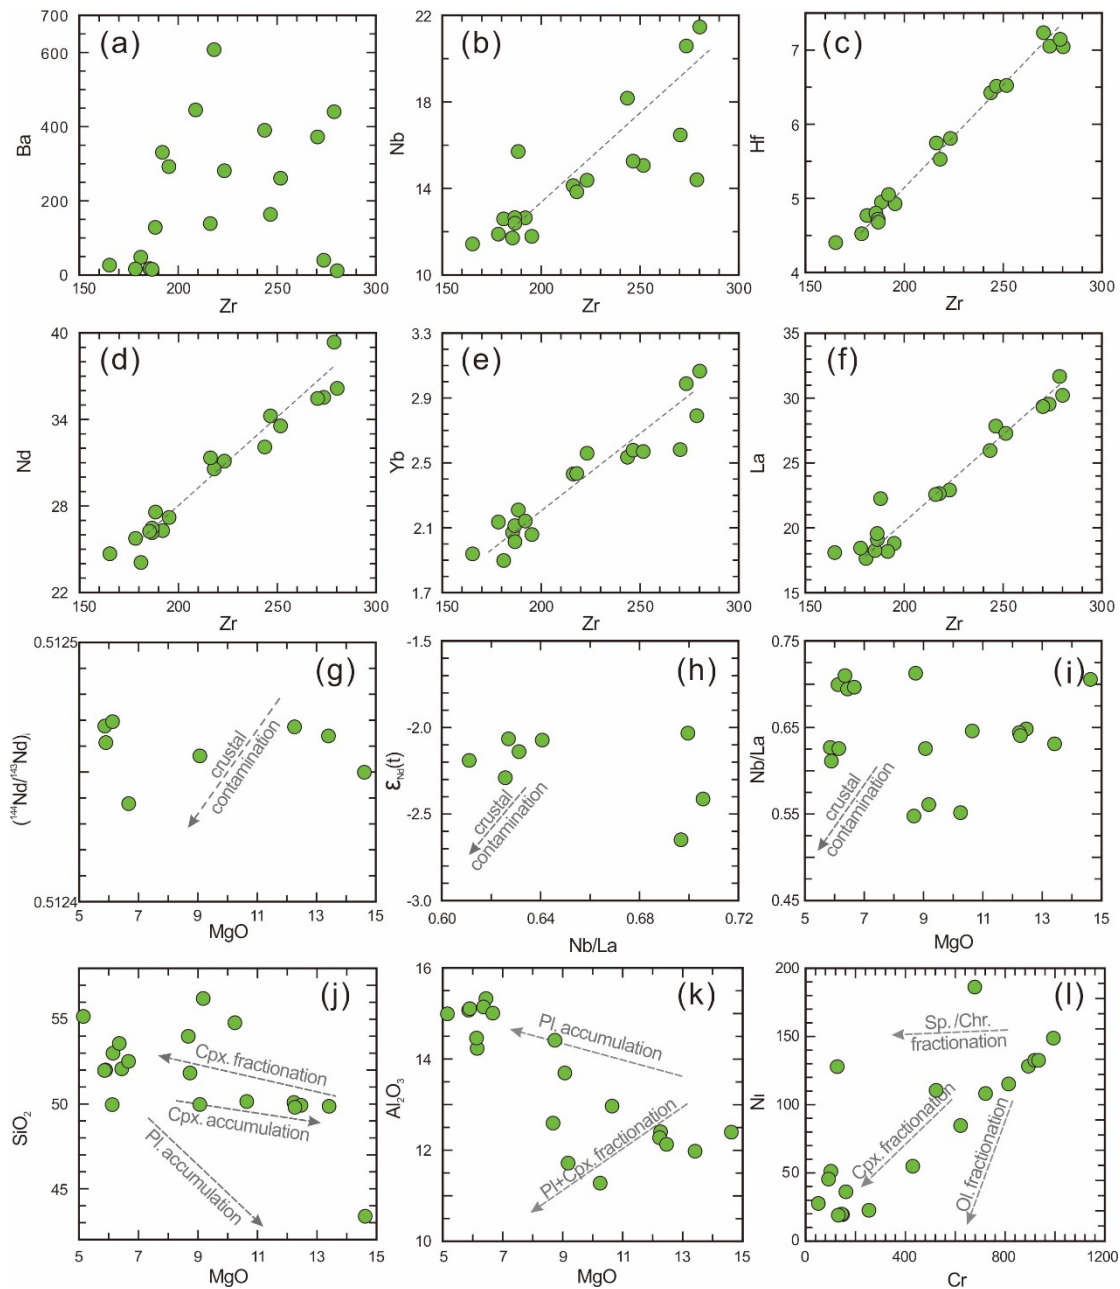 700
600
400
200
0
(a)
Ba
150
200
250
300
Zr
22
18
14
10
(b)
Nb
150
200
250
300
Zr
7
6
5
4
(c)
Hf
150
200
250
300
Zr
40
34
28
22
(d)
Nd
150
200
250
300
Zr
3.3
2.9
2.5
2.1
1.7
(e)
Yb
150
200
250
300
Zr
35
30
25
20
15
(f)
La
150
200
250
300
Zr
0.5125
0.5124
(g)
(¹⁴⁴Nd/¹⁴³Nd)ᵢ
crustal
contamination
5
7
9
11
13
15
MgO
-1.5
-2.0
-2.5
-3.0
(h)
εNd(t)
crustal
contamination
0.60
0.64
0.68
0.72
Nb/La
0.75
0.65
0.55
0.45
(i)
Nb/La
crustal
contamination
5
7
9
11
13
15
MgO
55
50
45
(j)
SiO₂
Cpx. fractionation
Cpx. accumulation
Pl. accumulation
5
7
9
11
13
15
MgO
16
14
12
10
(k)
Al₂O₃
Pl. accumulation
Pl+Cpx. fractionation
5
7
9
11
13
15
MgO
200
150
100
50
0
(l)
Ni
Sp./Chr.
fractionation
Cpx. fractionation
Ol. fractionation
0
400
800
1200
Cr